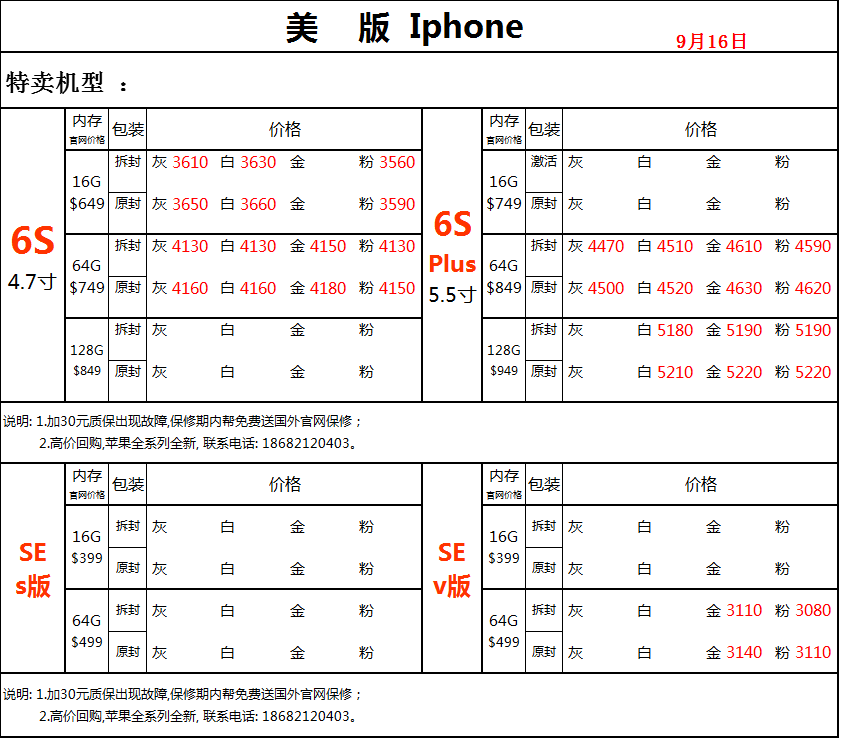 美 版 Iphone
9月16日
特卖机型 ：
内存 包装 价格 内存 包装 价格
官网价格 官网价格
6S
4.7寸
16G
$649
拆封 灰 3610 白 3630 金 粉 3560
原封 灰 3650 白 3660 金 粉 3590
64G
$749
拆封 灰 4130 白 4130 金 4150 粉 4130
原封 灰 4160 白 4160 金 4180 粉 4150
128G
$849
拆封 灰 白 金 粉
原封 灰 白 金 粉
6S
Plus
5.5寸
16G
$749
激活 灰 白 金 粉
原封 灰 白 金 粉
64G
$849
拆封 灰 4470 白 4510 金 4610 粉 4590
原封 灰 4500 白 4520 金 4630 粉 4620
128G
$949
拆封 灰 白 5180 金 5190 粉 5190
原封 灰 白 5210 金 5220 粉 5220
说明: 1.加30元质保出现故障,保修期内帮免费送国外官网保修；
2.高价回购,苹果全系列全新, 联系电话: 18682120403。
内存 包装 价格 内存 包装 价格
官网价格 官网价格
SE
s版
16G
$399
拆封 灰 白 金 粉
原封 灰 白 金 粉
64G
$499
拆封 灰 白 金 粉
原封 灰 白 金 粉
SE
v版
16G
$399
拆封 灰 白 金 粉
原封 灰 白 金 粉
64G
$499
拆封 灰 白 金 3110 粉 3080
原封 灰 白 金 3140 粉 3110
说明: 1.加30元质保出现故障,保修期内帮免费送国外官网保修；
2.高价回购,苹果全系列全新, 联系电话: 18682120403。